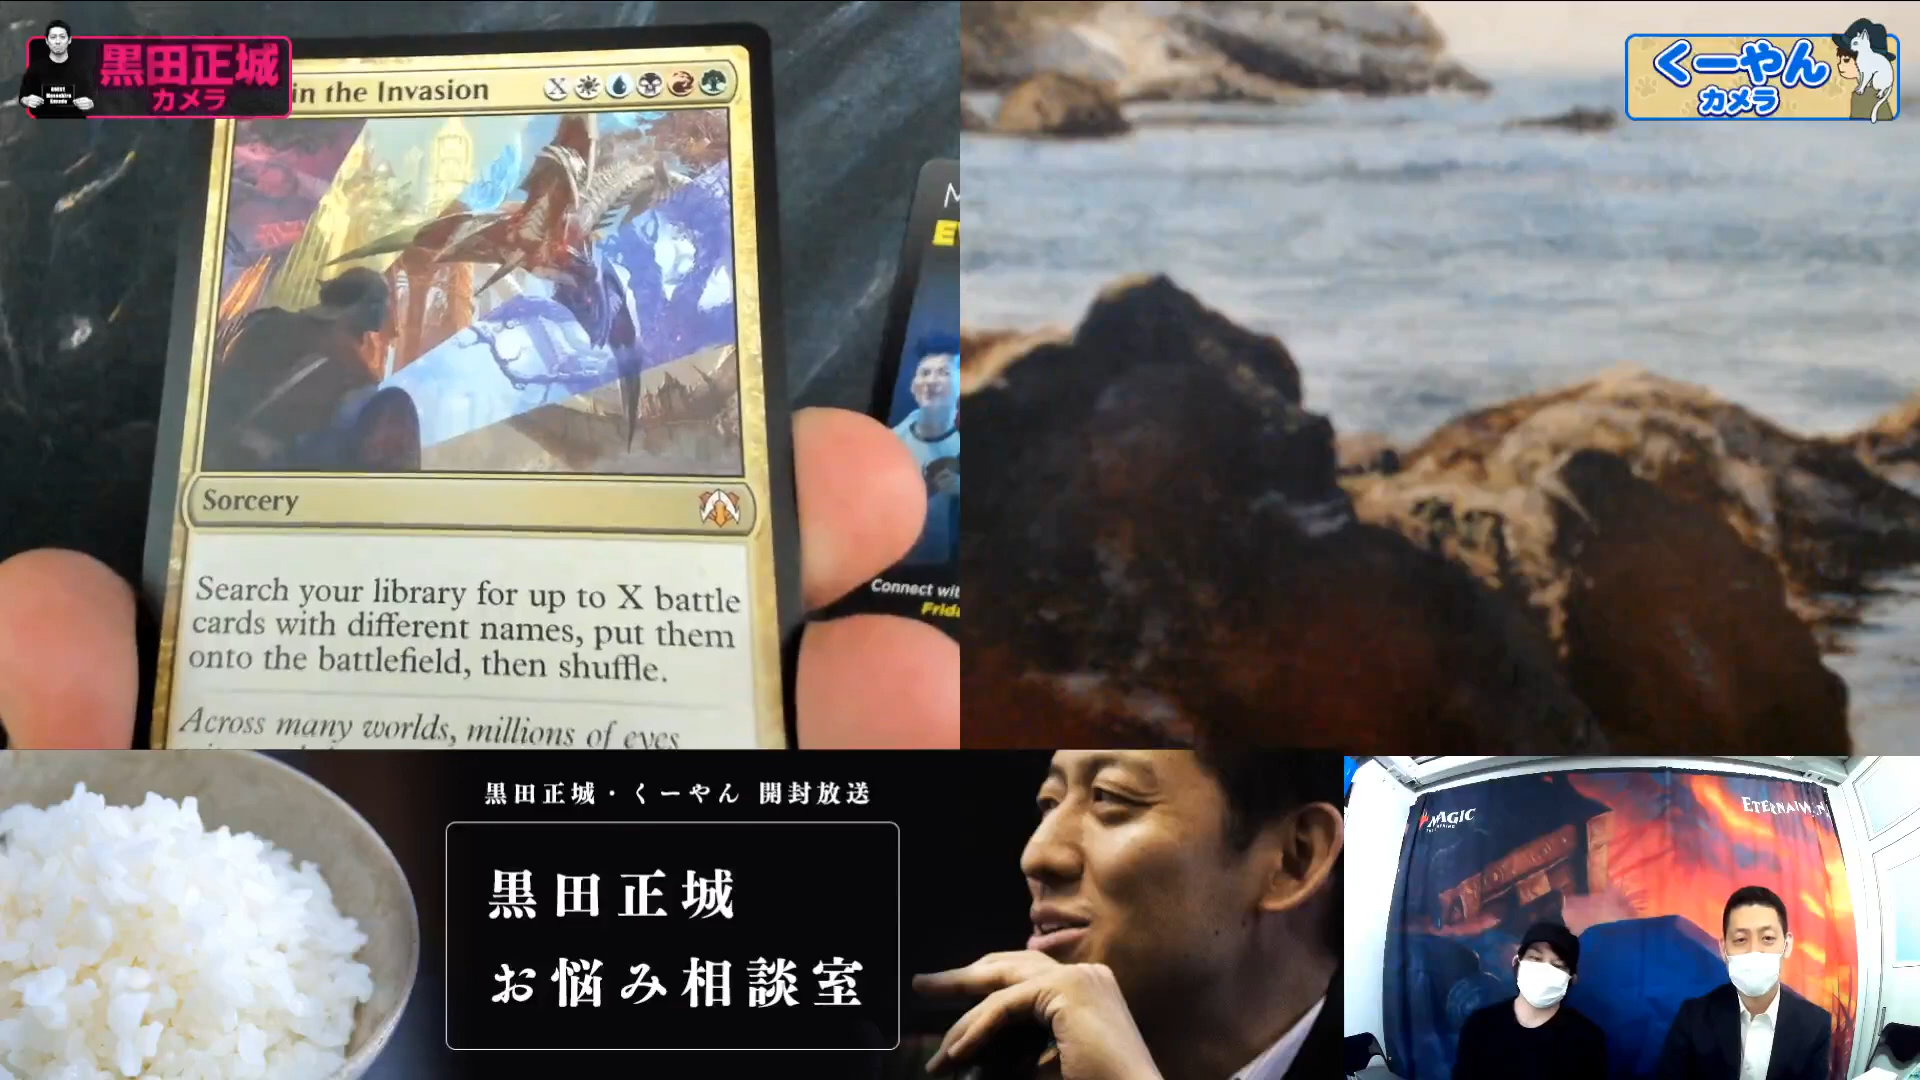 黒田正城
カメラ
in the Invasion
X
Sorcery
Search your library for up to X battle
cards with different names, put them
onto the battlefield, then shuffle.
Across many worlds, millions of eyes
Connect
くーやん
カメラ
黒田正城・くーやん 開封放送
黒田正城
お悩み相談室
MAGIC